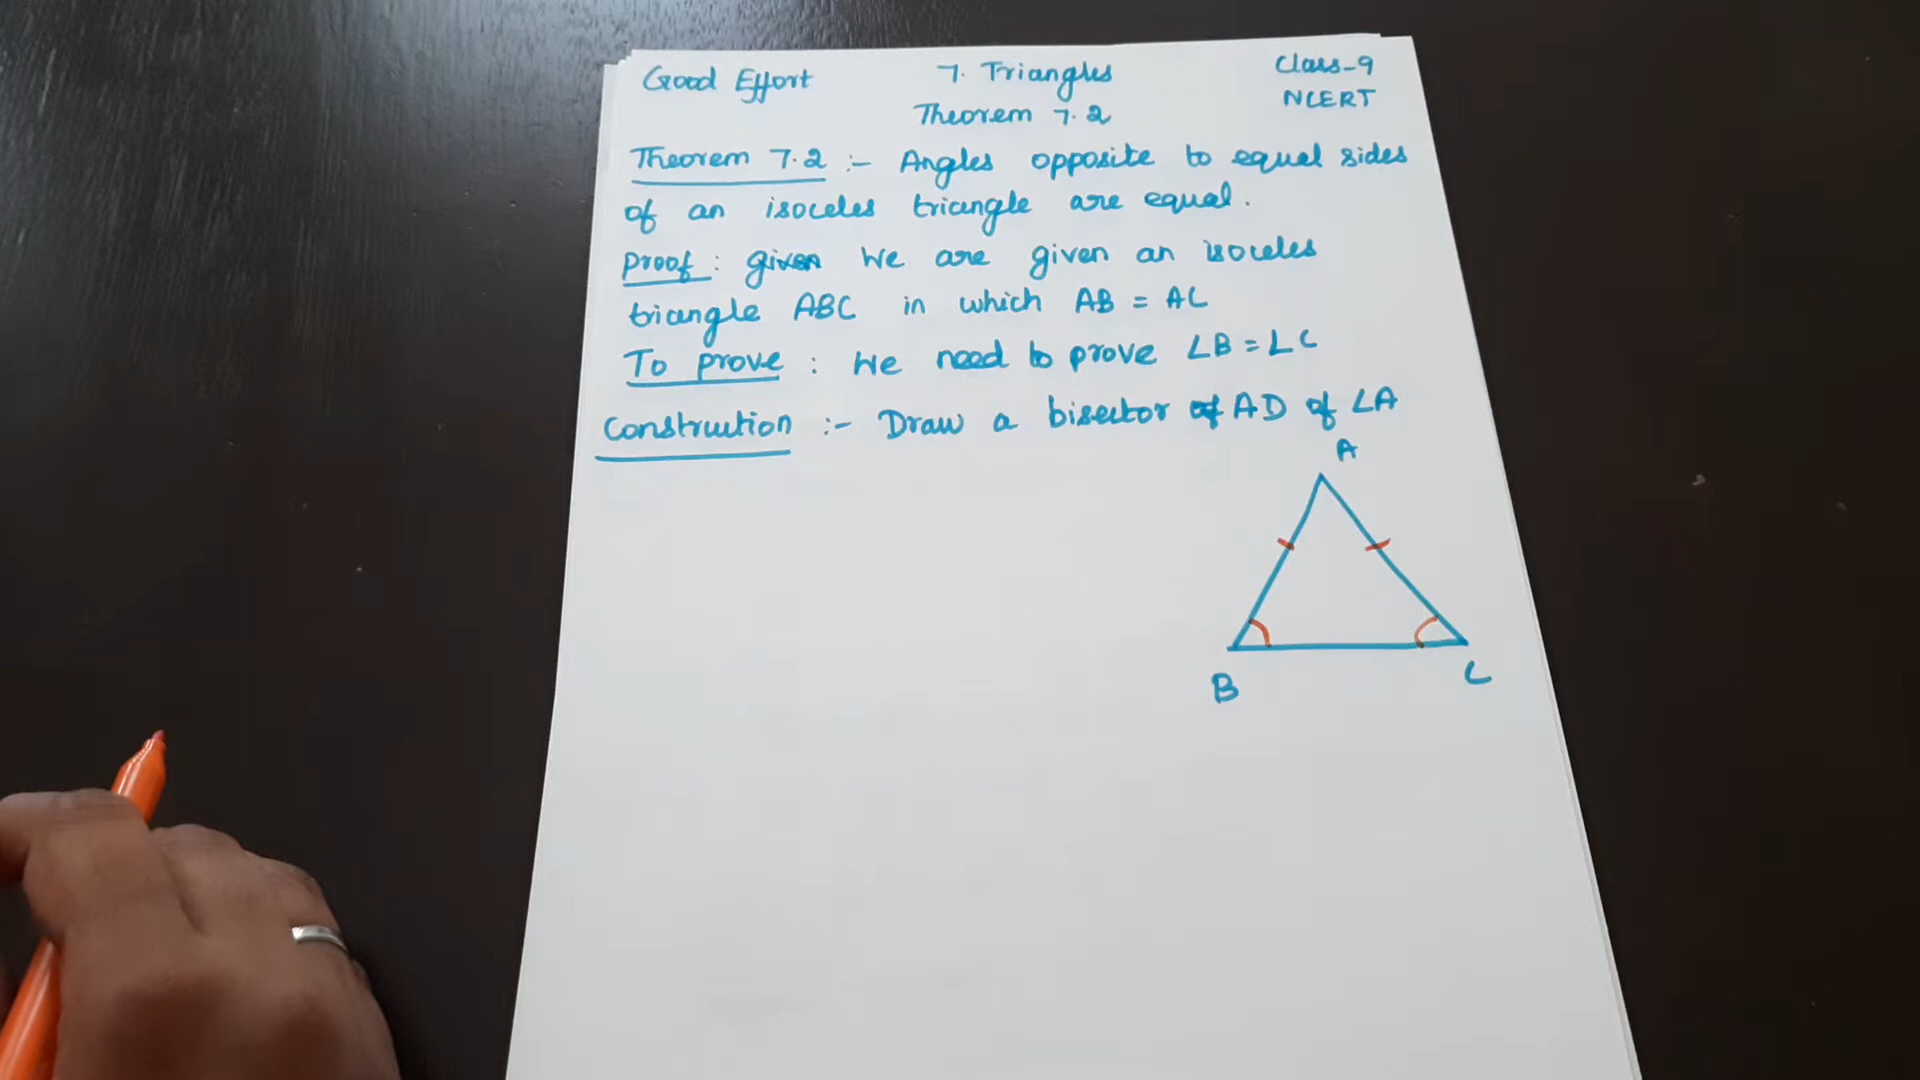 Good Effort 7. Triangles Class-9
Theorem 7.2 NCERT
Theorem 7.2 :- Angles opposite to equal sides
of an isoceles triangle are equal.
Proof : given We are given an isoceles
triangle ABC in which AB = AC
To prove : We need to prove ∠B = ∠C
Construction :- Draw a bisector of AD of ∠A
A
B C